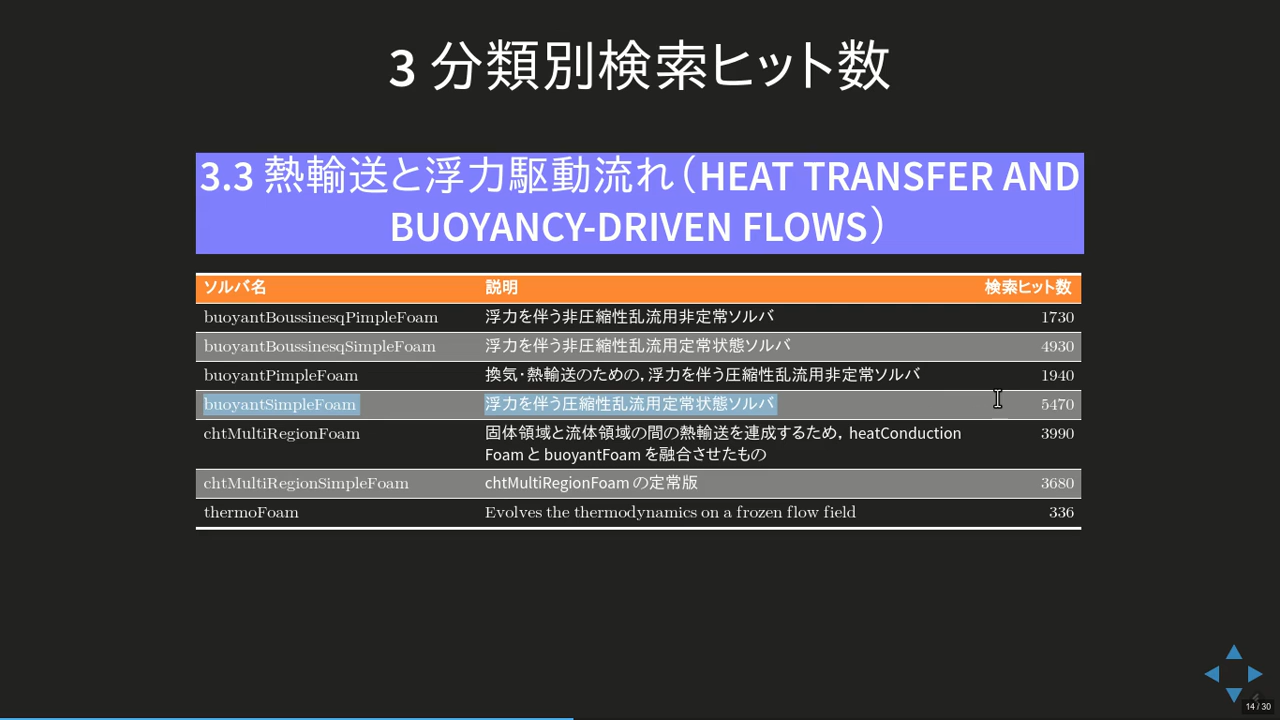 3 分類別検索ヒット数
3.3 熱輸送と浮力駆動流れ（HEAT TRANSFER AND
BUOYANCY-DRIVEN FLOWS）
ソルバ名 説明 検索ヒット数
buoyantBoussinesqPimpleFoam 浮力を伴う非圧縮性乱流用非定常ソルバ 1730
buoyantBoussinesqSimpleFoam 浮力を伴う非圧縮性乱流用定常状態ソルバ 4930
buoyantPimpleFoam 換気・熱輸送のための，浮力を伴う圧縮性乱流用非定常ソルバ 1940
buoyantSimpleFoam 浮力を伴う圧縮性乱流用定常状態ソルバ 5470
chtMultiRegionFoam 固体領域と流体領域の間の熱輸送を連成するため，heatConduction 3990
Foam と buoyantFoam を融合させたもの
chtMultiRegionSimpleFoam chtMultiRegionFoam の定常版 3680
thermoFoam Evolves the thermodynamics on a frozen flow field 336
14 / 30